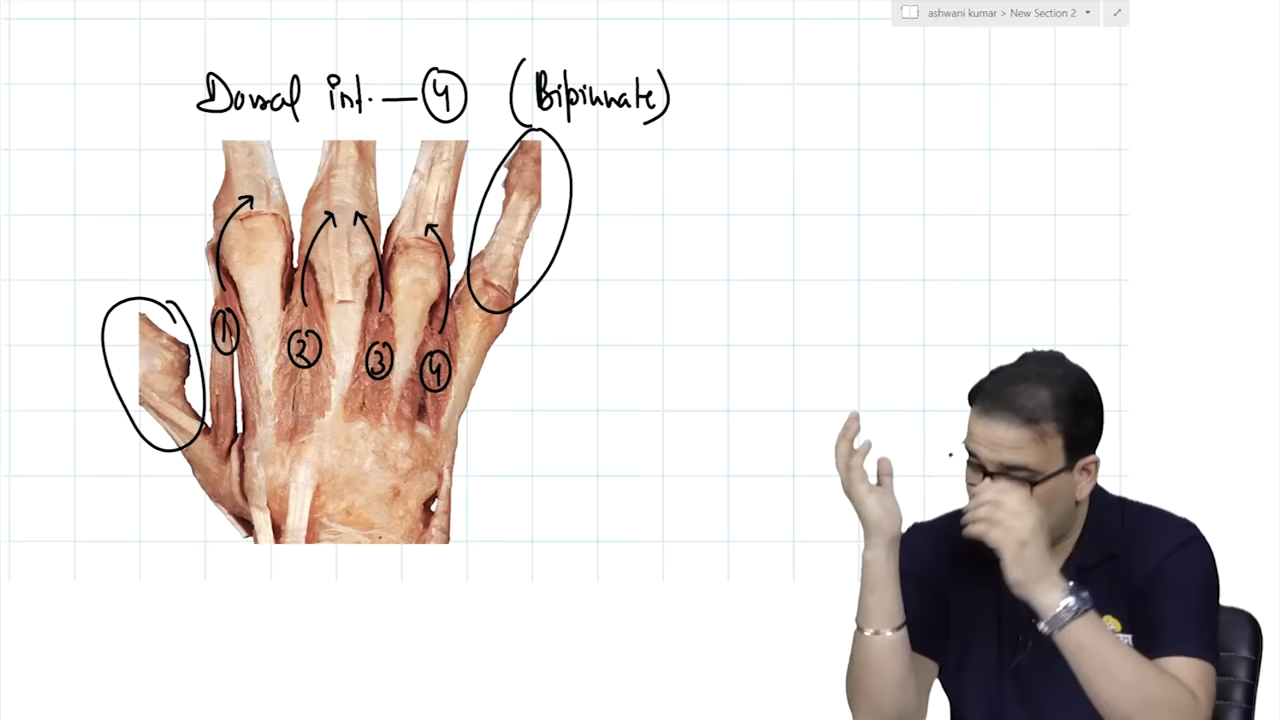 ashwani kumar > New Section 2
Dorsal int. — 4 (Bipinnate)
1
2
3
4